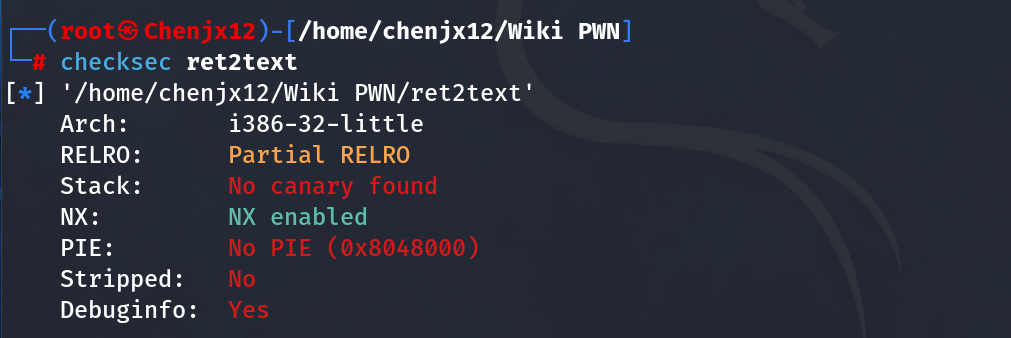 ┌──(root㉿Chenjx12)-[/home/chenjx12/Wiki PWN]
└─# checksec ret2text
[*] '/home/chenjx12/Wiki PWN/ret2text'
    Arch:       i386-32-little
    RELRO:      Partial RELRO
    Stack:      No canary found
    NX:         NX enabled
    PIE:        No PIE (0x8048000)
    Stripped:   No
    Debuginfo:  Yes